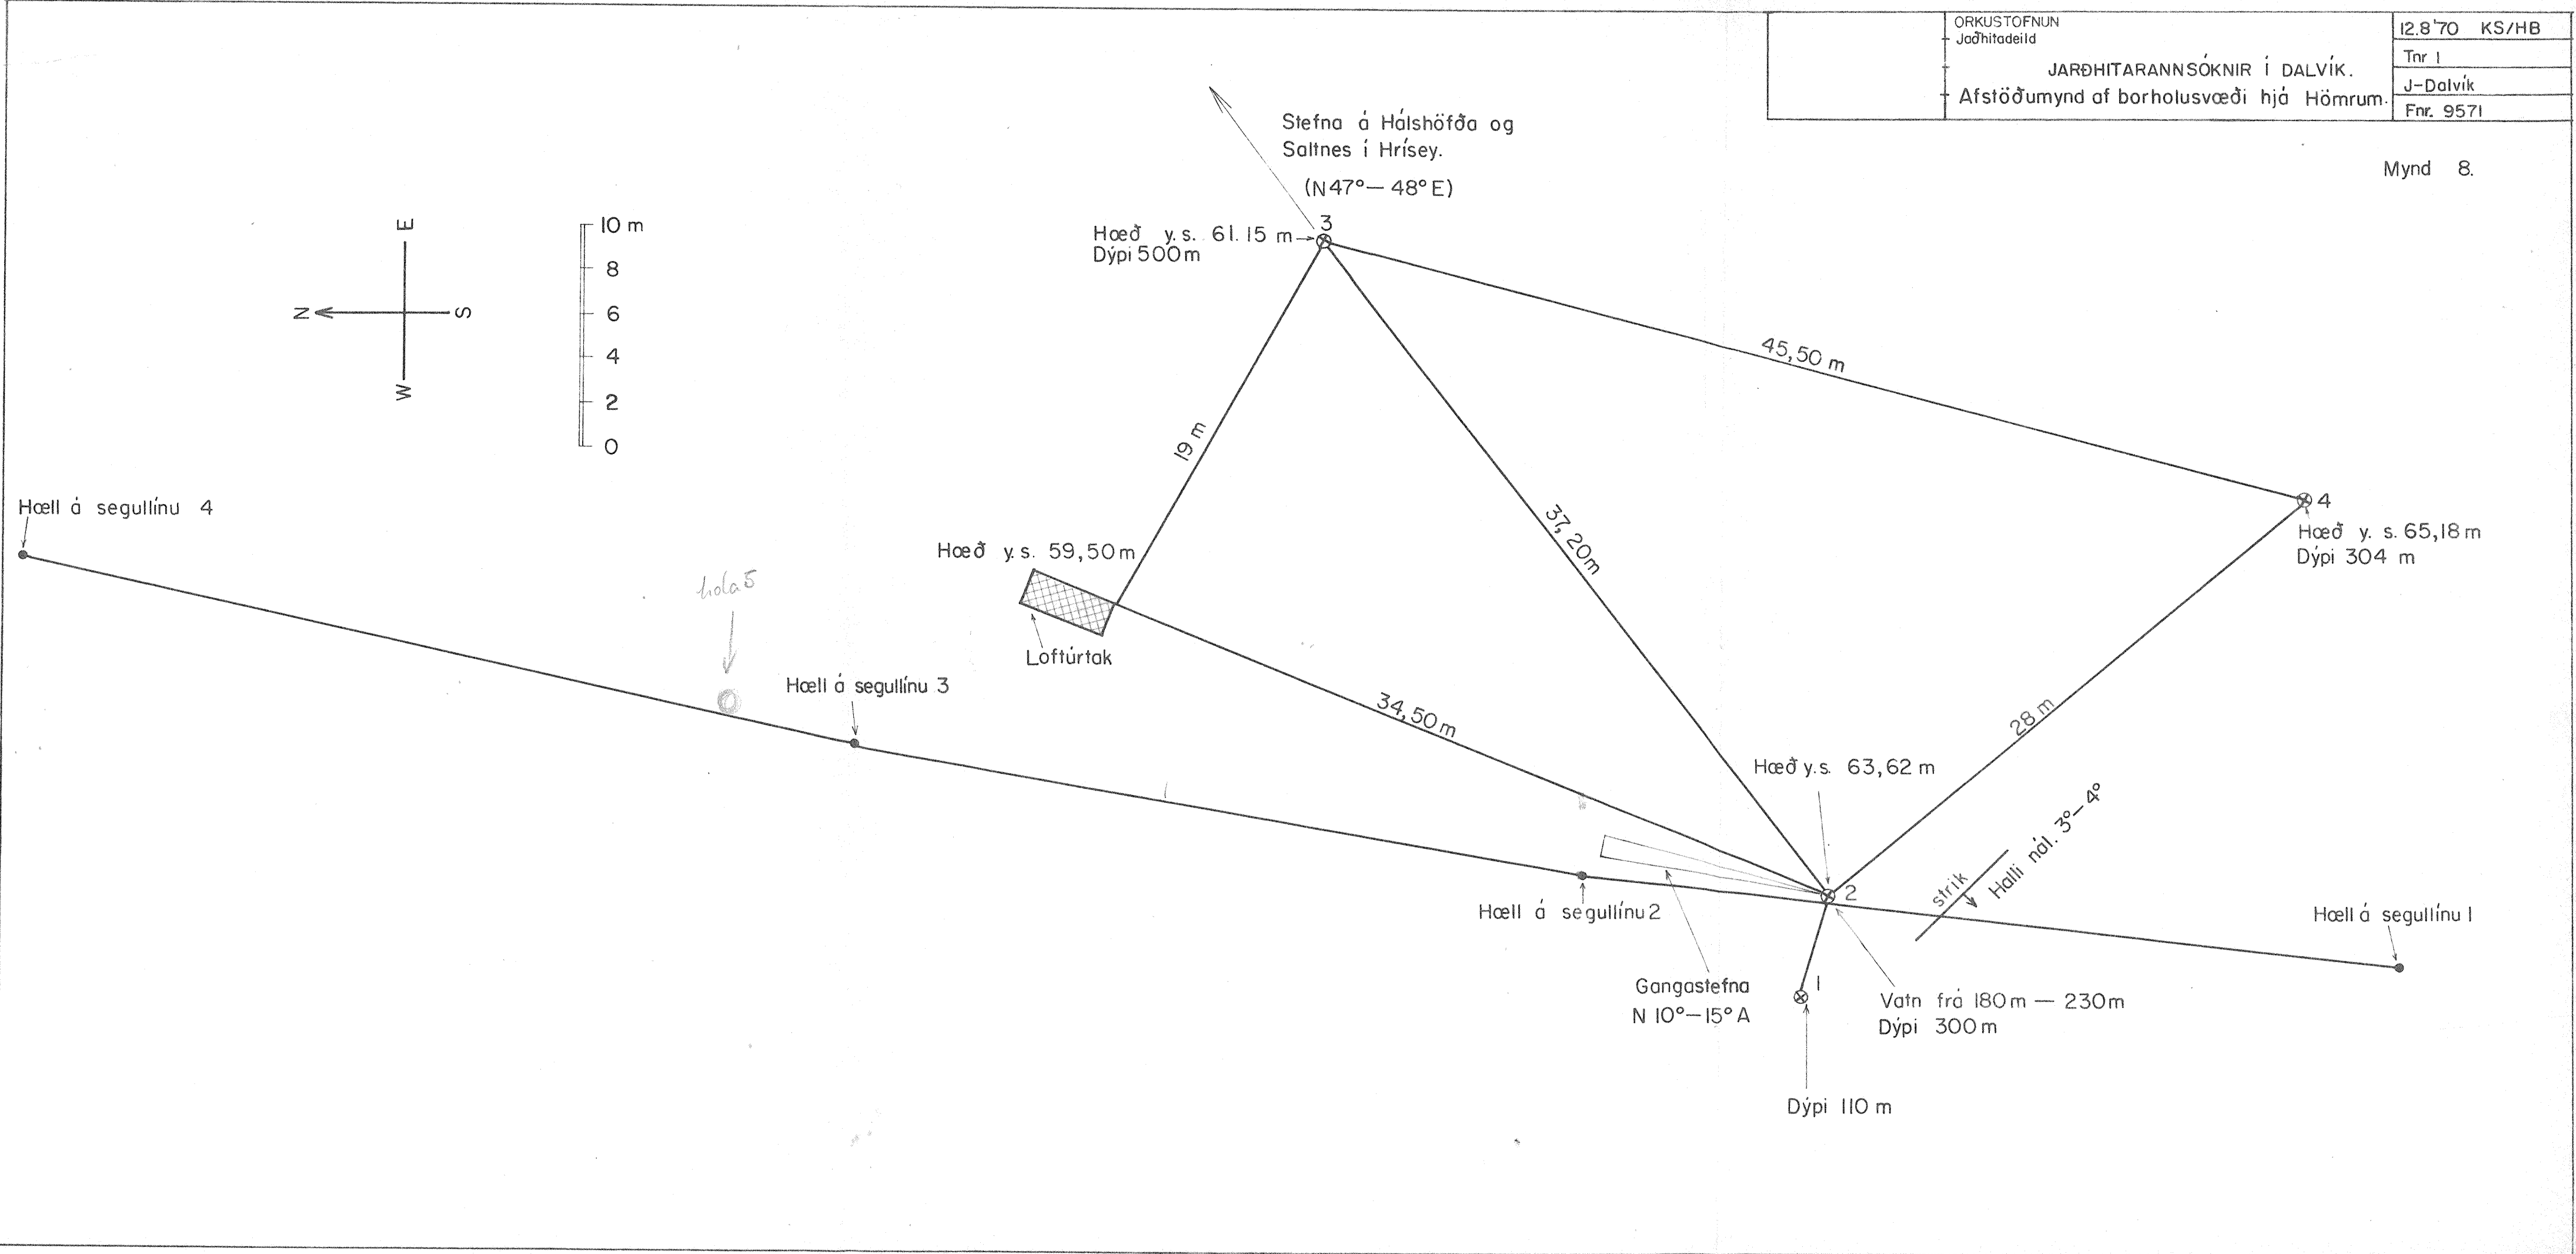 ORKUSTOFNUN
Jaðhitadeild
JARÐHITARANNSÓKNIR Í DALVÍK.
Afstöðumynd af borholusvæði hjá Hömrum.
12.8'70 KS/HB
Tnr 1
J-Dalvík
Fnr. 9571
Mynd 8.
Stefna á Hálshöfða og
Saltnes í Hrísey.
(N47°— 48°E)
E
N
S
W
10 m
8
6
4
2
0
3
Hæð y.s. 61.15 m
Dýpi 500m
45,50 m
19 m
37,20m
4
Hæð y. s. 65,18m
Dýpi 304 m
Hæll á segullínu 4
Hæð y.s. 59,50m
hola 5
Loftúrtak
Hæll á segullínu 3
34,50 m
28 m
Hæð y.s. 63,62 m
strik
Halli nál. 3°—4°
2
Hæll á segullínu 2
Hæll á segullínu 1
Gangastefna
N 10°—15° A
1
Vatn frá 180m — 230m
Dýpi 300m
Dýpi 110 m